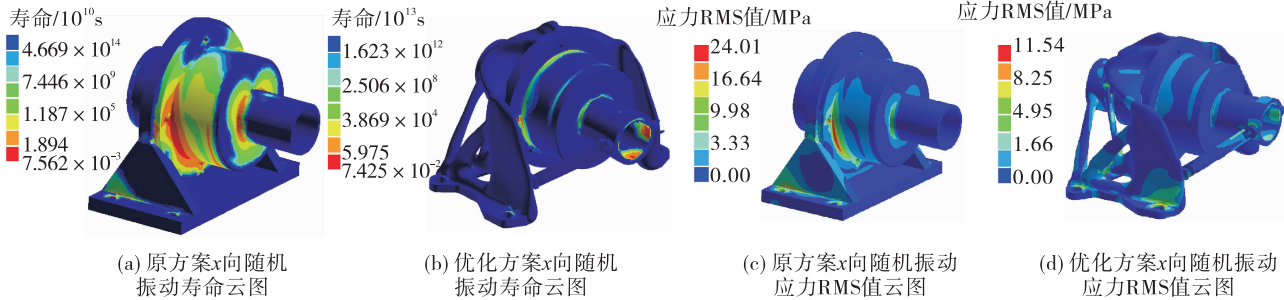 寿命/10¹⁰s
4.669×10¹⁴
7.446×10⁹
1.187×10⁵
1.894
7.562×10⁻³
(a) 原方案x向随机
振动寿命云图
寿命/10¹³s
1.623×10¹²
2.506×10⁸
3.869×10⁴
5.975
7.425×10⁻²
(b) 优化方案x向随机
振动寿命云图
应力RMS值/MPa
24.01
16.64
9.98
3.33
0.00
(c) 原方案x向随机振动
应力RMS值云图
应力RMS值/MPa
11.54
8.25
4.95
1.66
0.00
(d) 优化方案x向随机振动
应力RMS值云图